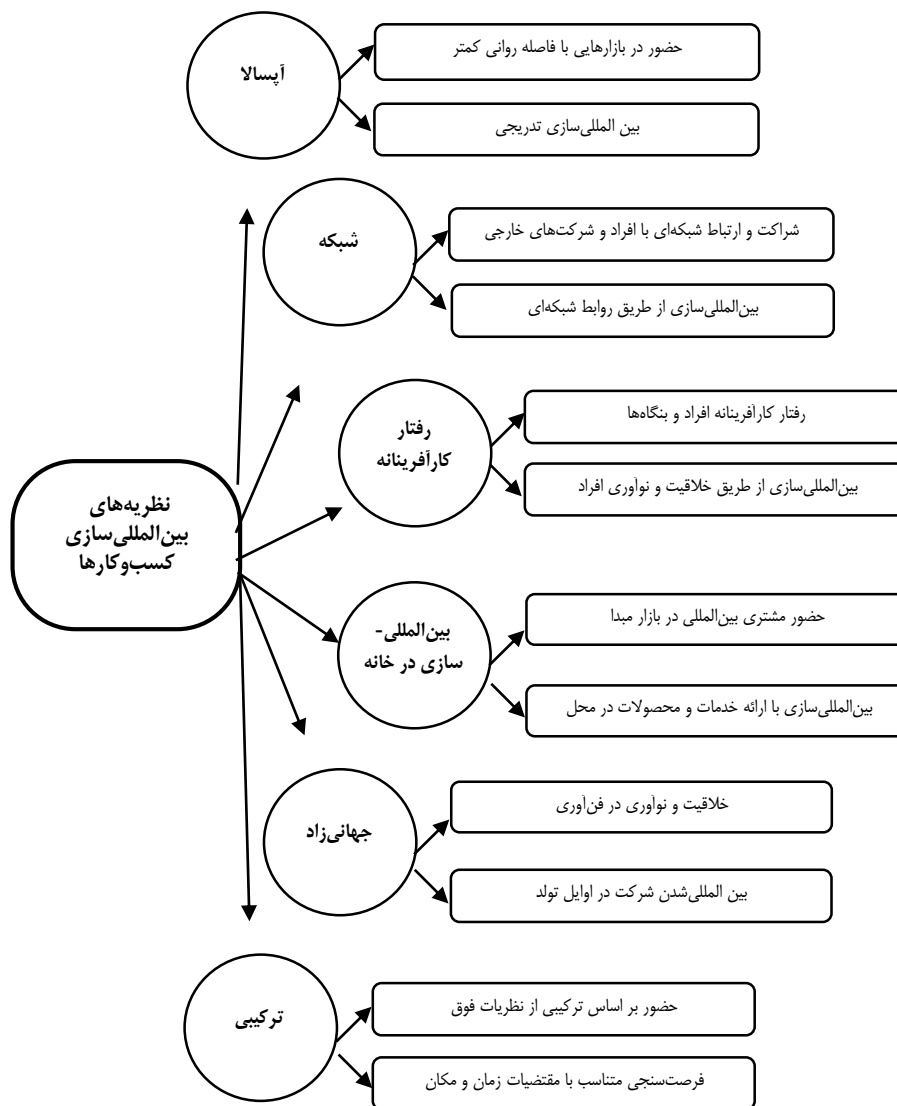 آپسالا
حضور در بازارهایی با فاصله روانی کمتر
بین المللی‌سازی تدریجی
شبکه
شراکت و ارتباط شبکه‌ای با افراد و شرکت‌های خارجی
بین‌المللی‌سازی از طریق روابط شبکه‌ای
رفتار
کارآفرینانه
رفتار کارآفرینانه افراد و بنگاه‌ها
بین‌المللی‌سازی از طریق خلاقیت و نوآوری افراد
نظریه‌های
بین‌المللی‌سازی
کسب‌وکارها
بین‌المللی-
سازی در خانه
حضور مشتری بین‌المللی در بازار مبدا
بین‌المللی‌سازی با ارائه خدمات و محصولات در محل
جهانی‌زاد
خلاقیت و نوآوری در فن‌آوری
بین المللی‌شدن شرکت در اوایل تولد
ترکیبی
حضور بر اساس ترکیبی از نظریات فوق
فرصت‌سنجی متناسب با مقتضیات زمان و مکان